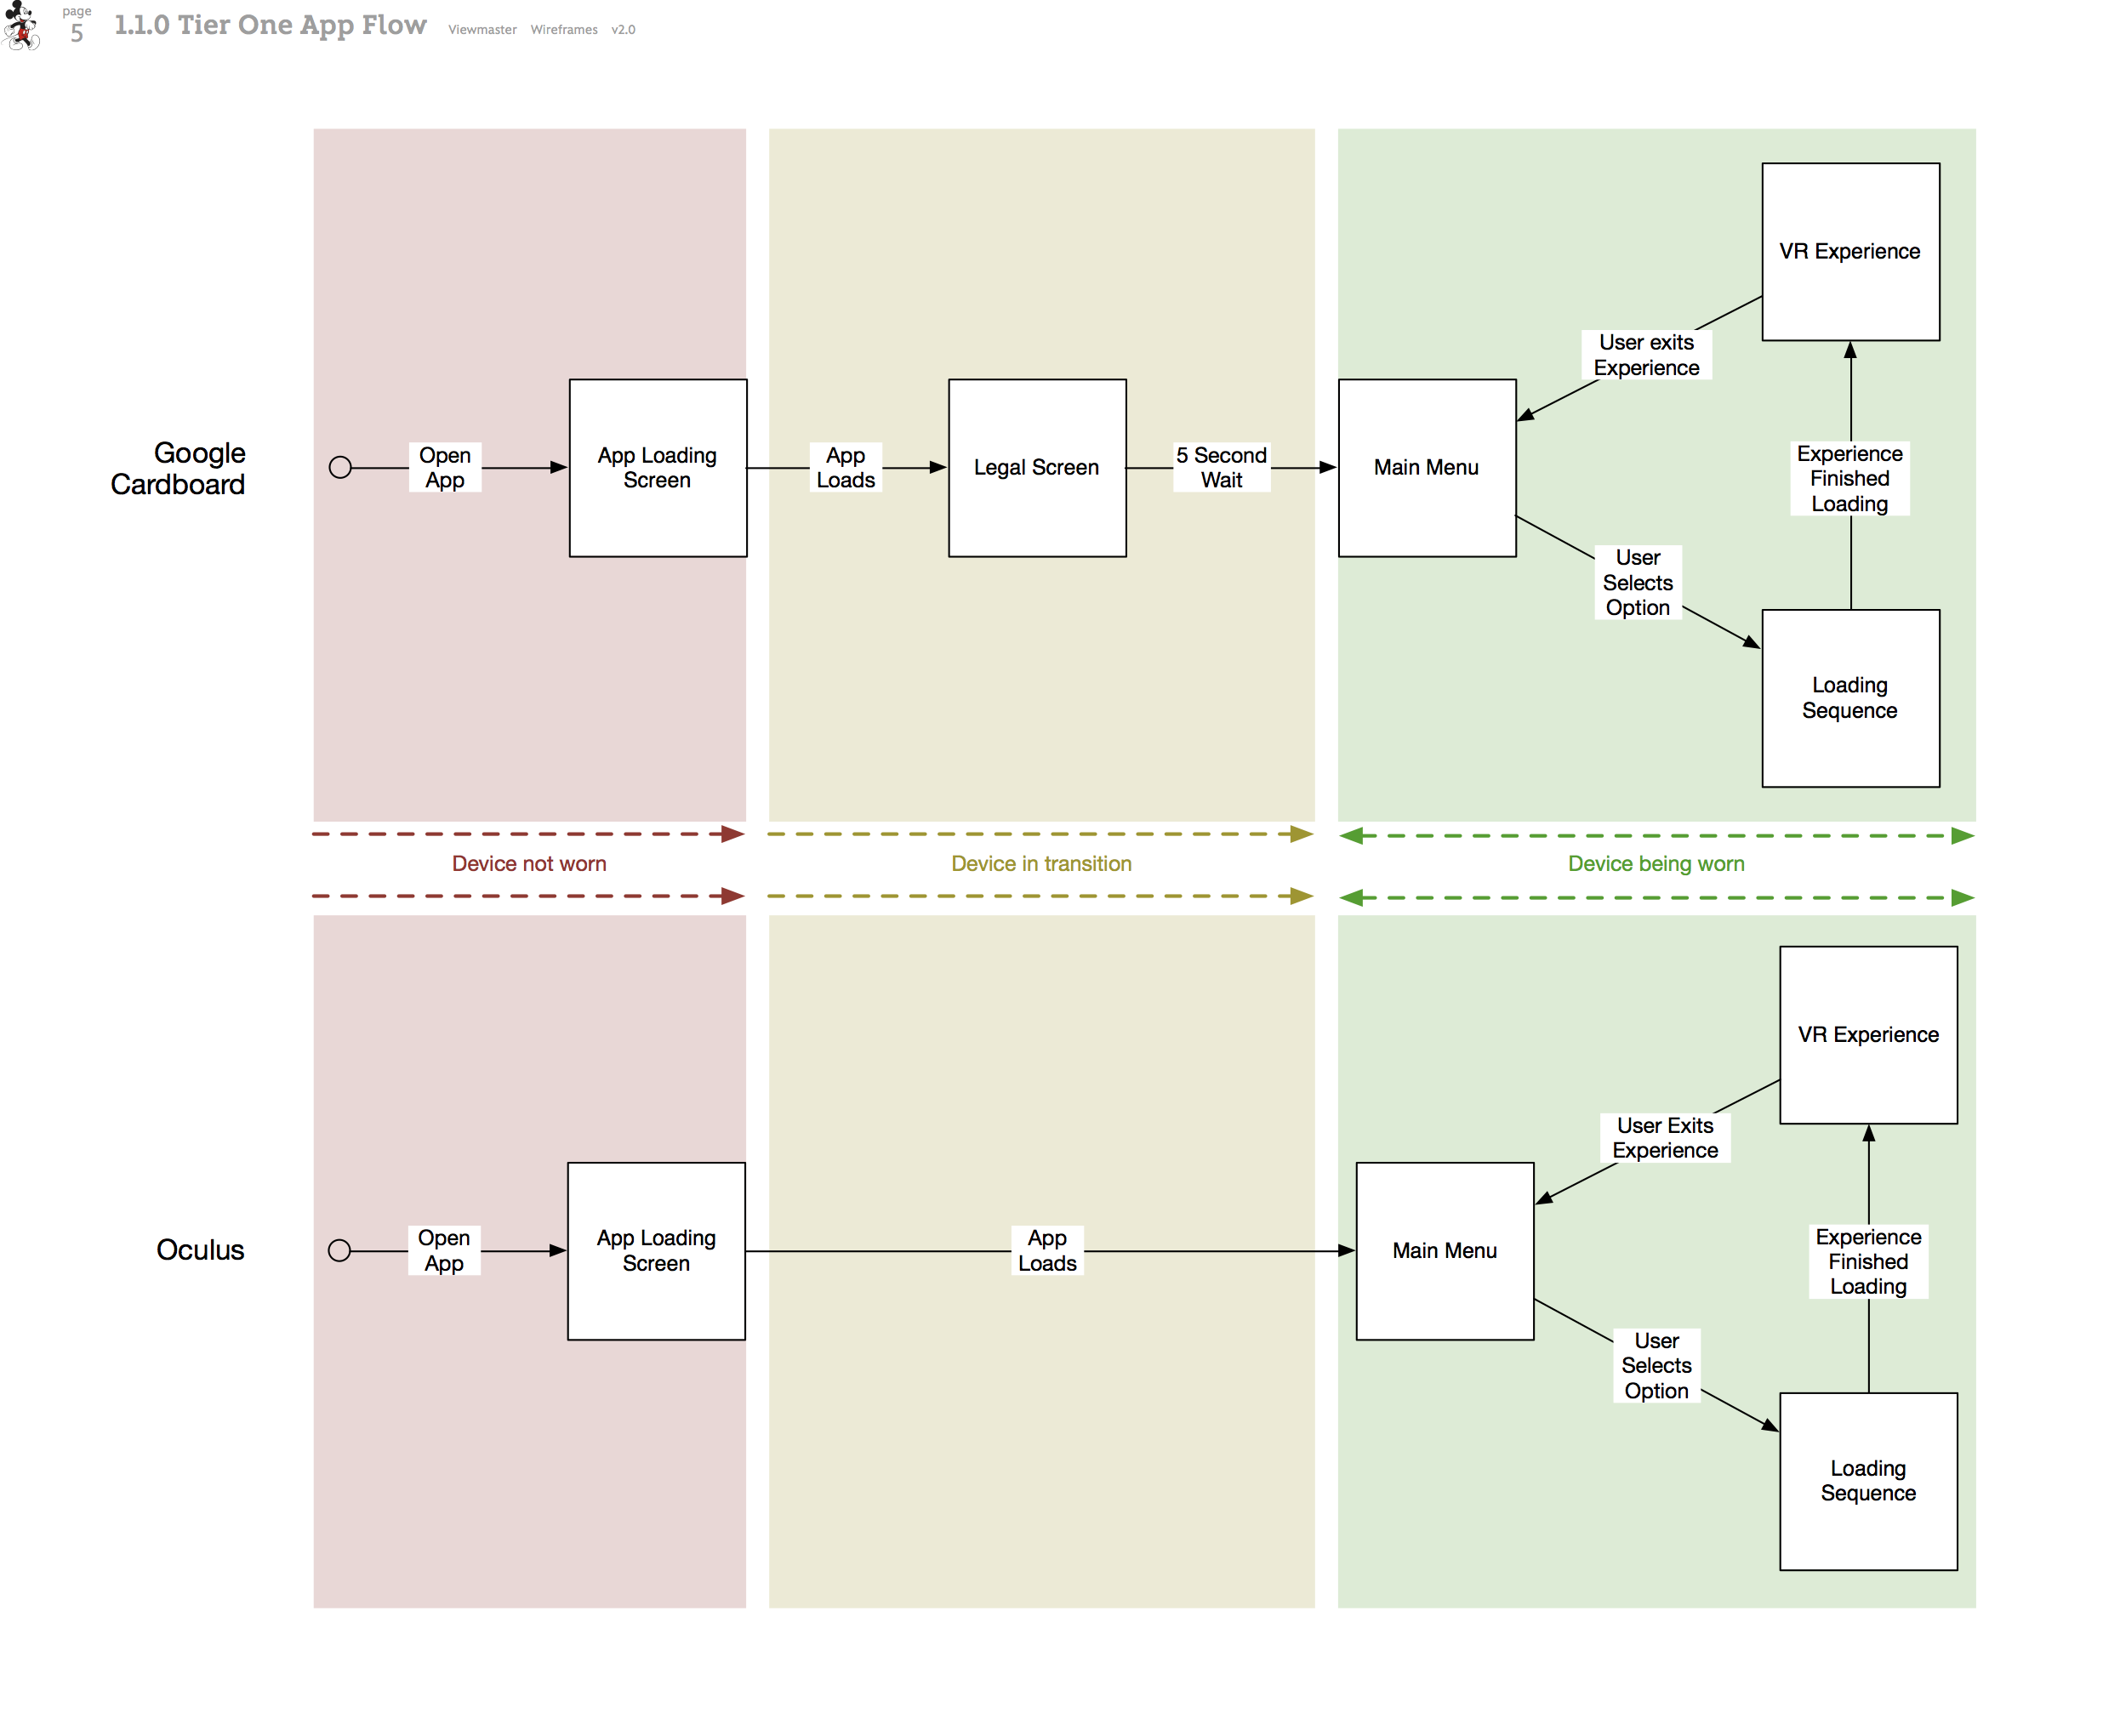 page
5
1.1.0 Tier One App Flow Viewmaster Wireframes v2.0
Google
Cardboard
Open
App
App Loading
Screen
App
Loads
Legal Screen
5 Second
Wait
Main Menu
User exits
Experience
VR Experience
Experience
Finished
Loading
User
Selects
Option
Loading
Sequence
Device not worn
Device in transition
Device being worn
Oculus
Open
App
App Loading
Screen
App
Loads
Main Menu
User Exits
Experience
VR Experience
Experience
Finished
Loading
User
Selects
Option
Loading
Sequence